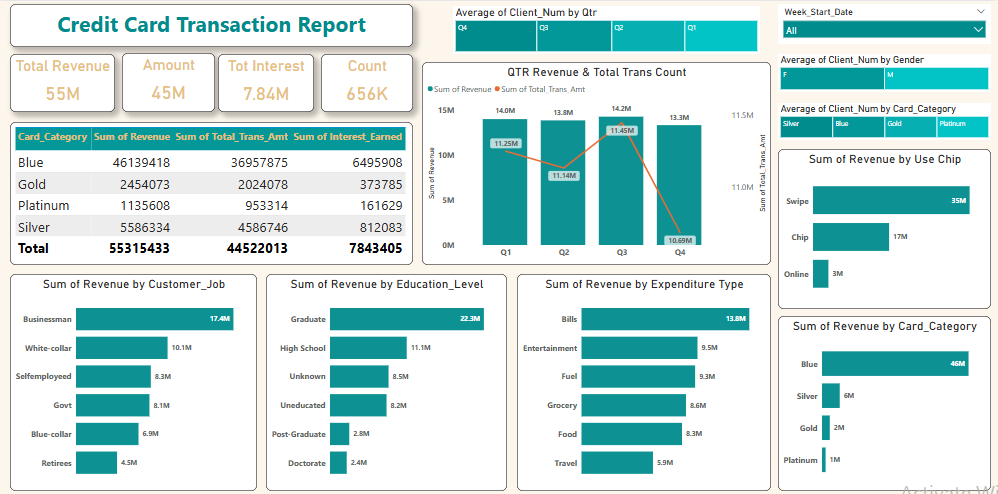 Credit Card Transaction Report
Total Revenue
55M
Amount
45M
Tot Interest
7.84M
Count
656K
Average of Client_Num by Qtr
Q4 Q3 Q2 Q1
Week_Start_Date
All
Average of Client_Num by Gender
F M
Average of Client_Num by Card_Category
Silver Blue Gold Platinum
Card_Category Sum of Revenue Sum of Total_Trans_Amt Sum of Interest_Earned
Blue 46139418 36957875 6495908
Gold 2454073 2024078 373785
Platinum 1135608 953314 161629
Silver 5586334 4586746 812083
Total 55315433 44522013 7843405
QTR Revenue & Total Trans Count
Sum of Revenue Sum of Total_Trans_Amt
Sum of Revenue
15M
10M
5M
0M
14.0M 13.8M 14.2M 13.3M
11.25M 11.14M 11.45M 10.69M
Q1 Q2 Q3 Q4
11.5M
11.0M
Sum of Total_Trans_Amt
Sum of Revenue by Use Chip
Swipe 35M
Chip 17M
Online 3M
Sum of Revenue by Customer_Job
Businessman 17.4M
White-collar 10.1M
Selfemployeed 8.3M
Govt 8.1M
Blue-collar 6.9M
Retirees 4.5M
Sum of Revenue by Education_Level
Graduate 22.3M
High School 11.1M
Unknown 8.5M
Uneducated 8.2M
Post-Graduate 2.8M
Doctorate 2.4M
Sum of Revenue by Expenditure Type
Bills 13.8M
Entertainment 9.5M
Fuel 9.3M
Grocery 8.6M
Food 8.3M
Travel 5.9M
Sum of Revenue by Card_Category
Blue 46M
Silver 6M
Gold 2M
Platinum 1M